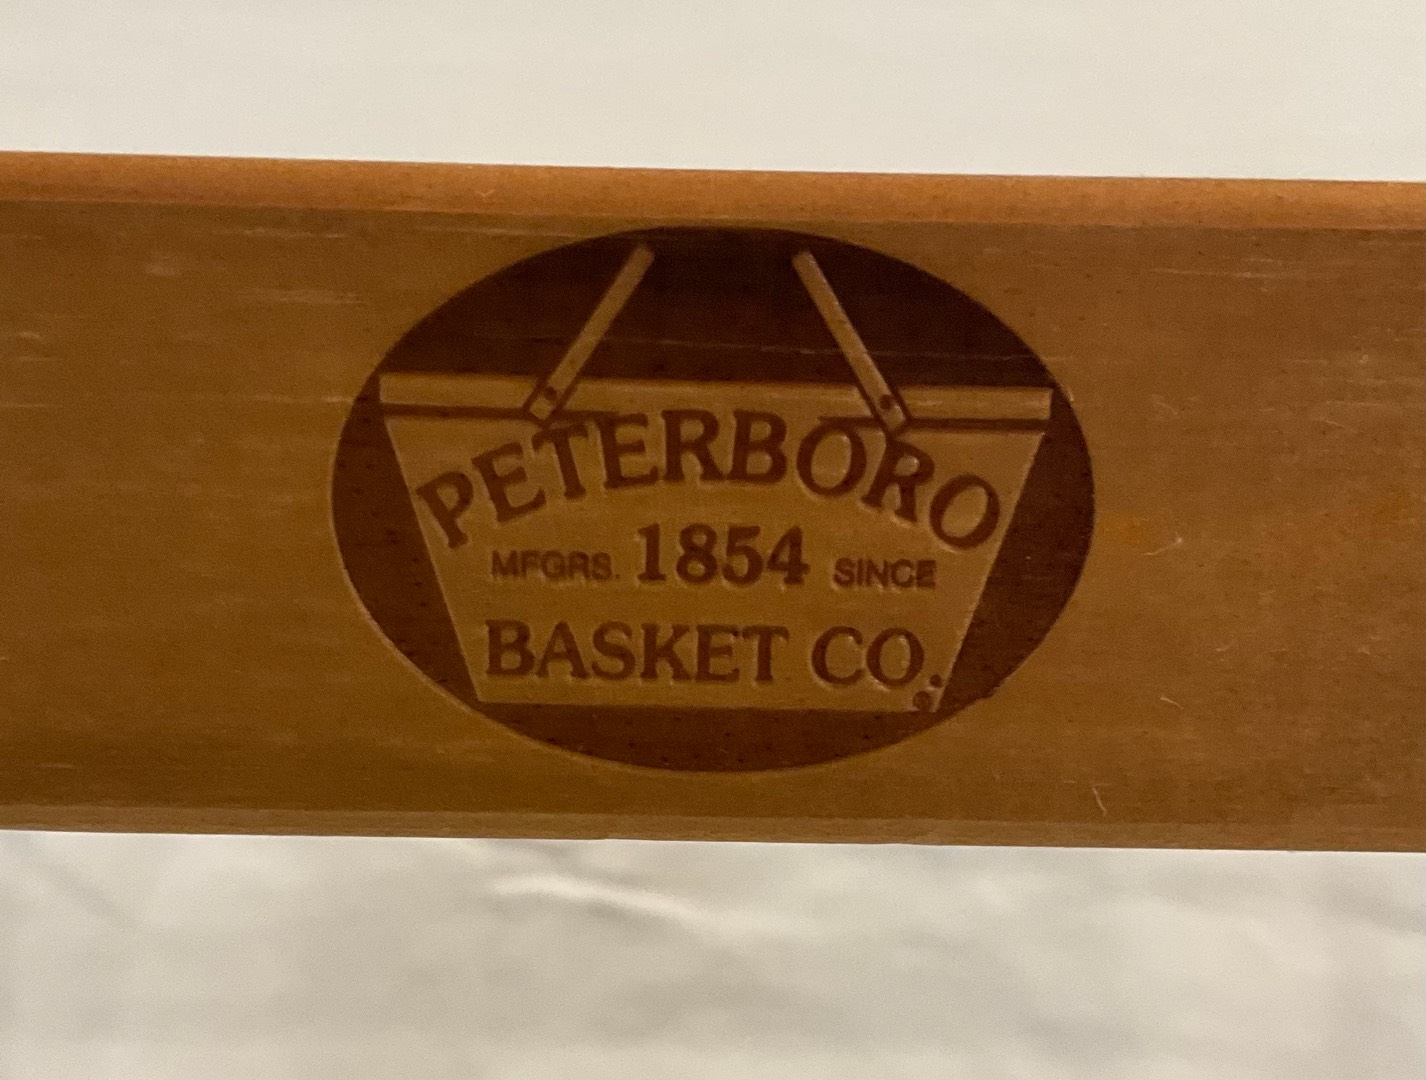 PETERBORO
MFGRS. 1854 SINCE
BASKET CO.
®